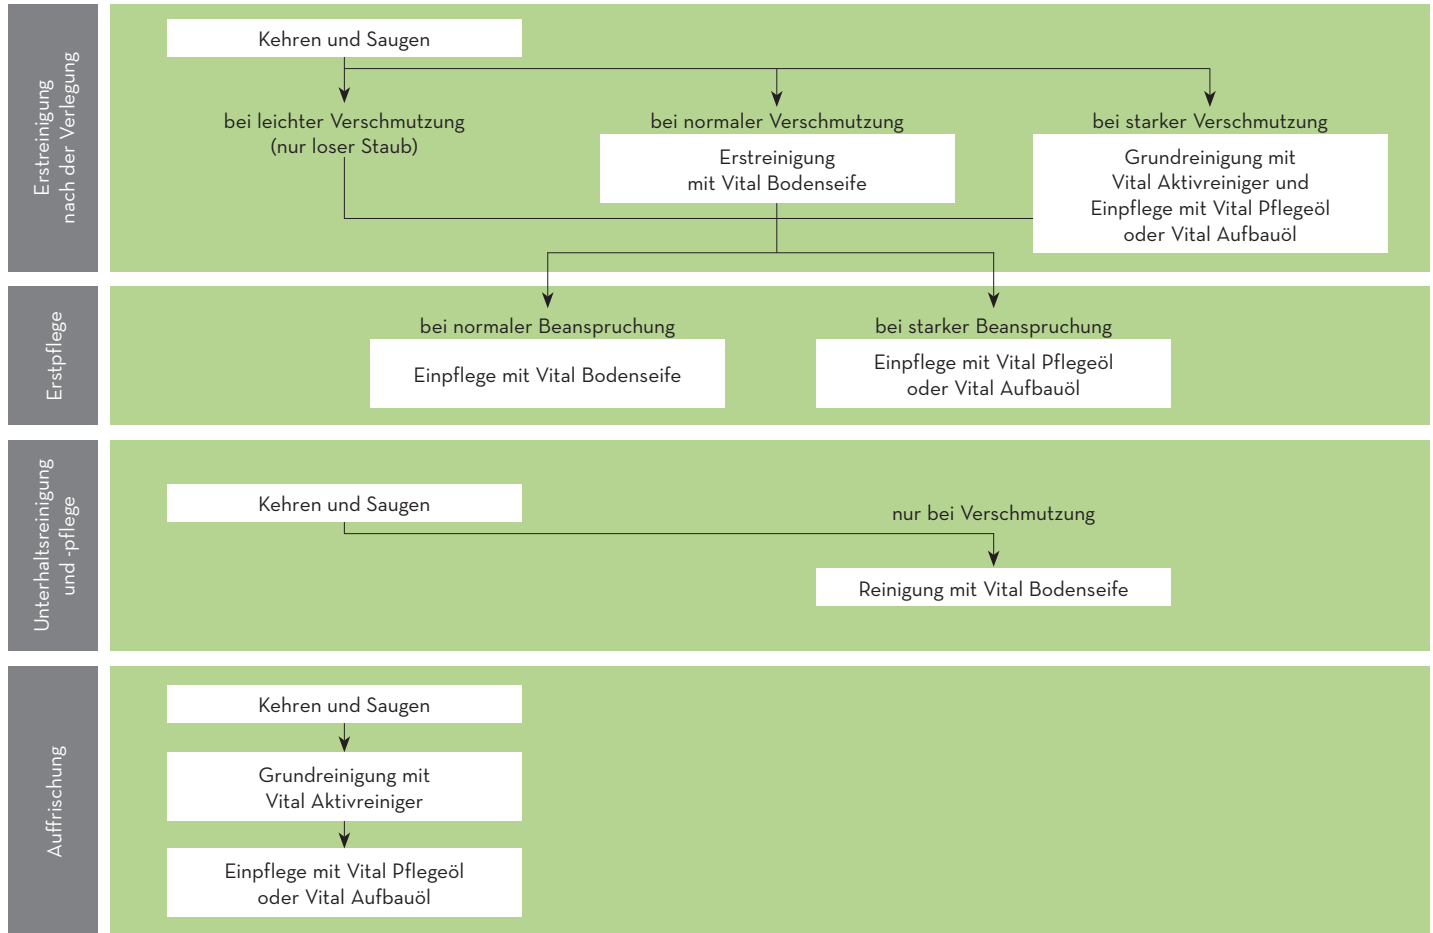 Erstreinigung
nach der Verlegung
Kehren und Saugen
bei leichter Verschmutzung
(nur loser Staub)
bei normaler Verschmutzung
Erstreinigung
mit Vital Bodenseife
bei starker Verschmutzung
Grundreinigung mit
Vital Aktivreiniger und
Einpflege mit Vital Pflegeöl
oder Vital Aufbauöl
Erstpflege
bei normaler Beanspruchung
Einpflege mit Vital Bodenseife
bei starker Beanspruchung
Einpflege mit Vital Pflegeöl
oder Vital Aufbauöl
Unterhaltsreinigung
und -pflege
Kehren und Saugen
nur bei Verschmutzung
Reinigung mit Vital Bodenseife
Auffrischung
Kehren und Saugen
Grundreinigung mit
Vital Aktivreiniger
Einpflege mit Vital Pflegeöl
oder Vital Aufbauöl